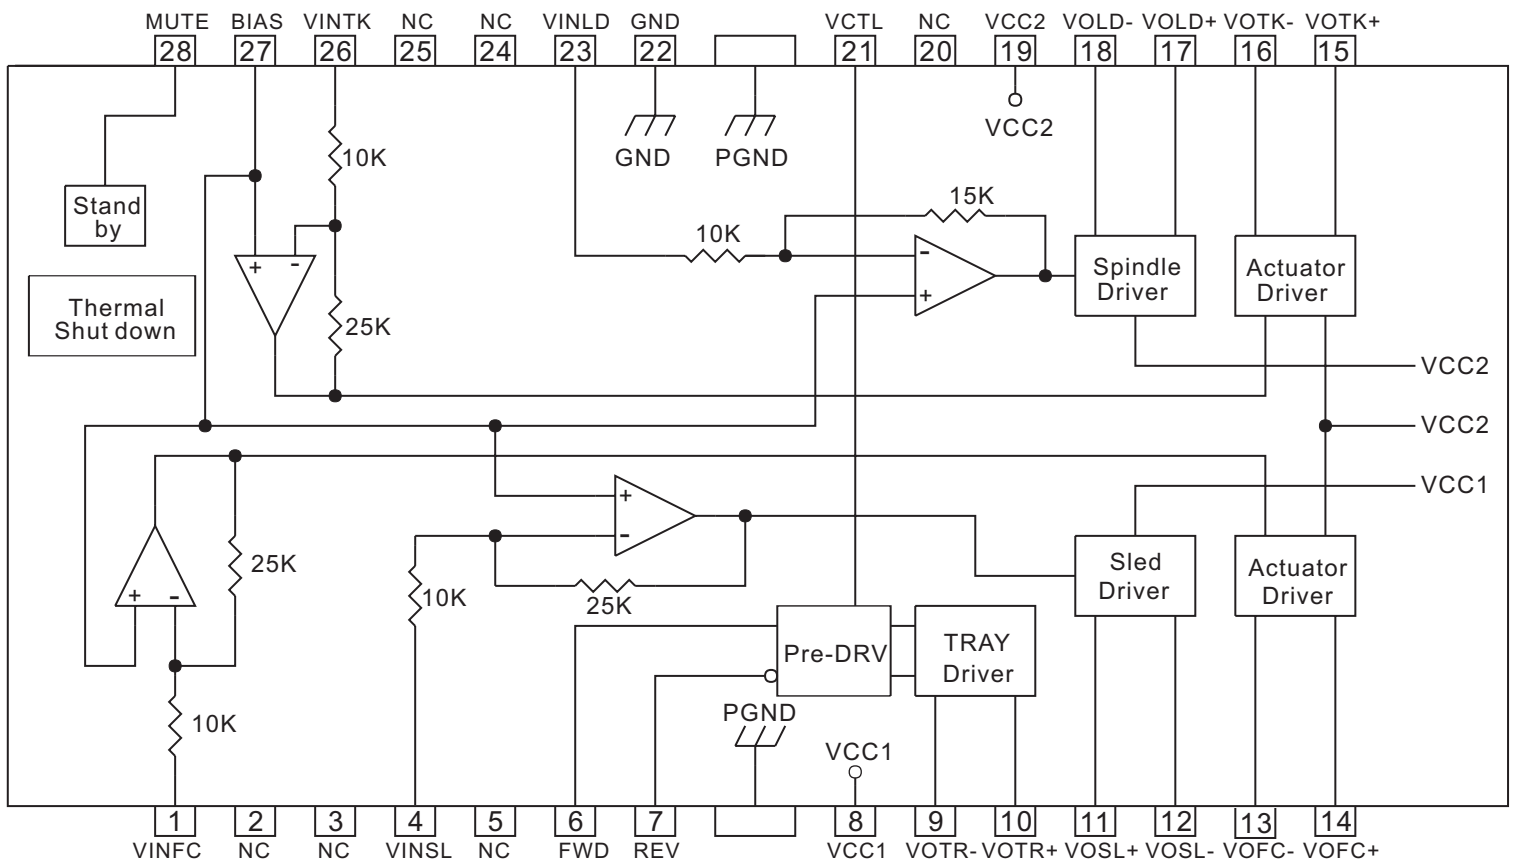 MUTE BIAS VINTK NC NC VINLD GND VCTL NC VCC2 VOLD- VOLD+ VOTK- VOTK+
28 27 26 25 24 23 22 21 20 19 18 17 16 15
VCC2
GND PGND
10K
Stand
by
15K
10K
+ -
-
+
Spindle
Driver
Actuator
Driver
Thermal
Shut down
25K
VCC2
VCC2
VCC1
+
-
25K
10K
25K
+ -
Sled
Driver
Actuator
Driver
Pre-DRV
TRAY
Driver
10K
PGND
VCC1
1 2 3 4 5 6 7 8 9 10 11 12 13 14
VINFC NC NC VINSL NC FWD REV VCC1 VOTR- VOTR+ VOSL+ VOSL- VOFC- VOFC+